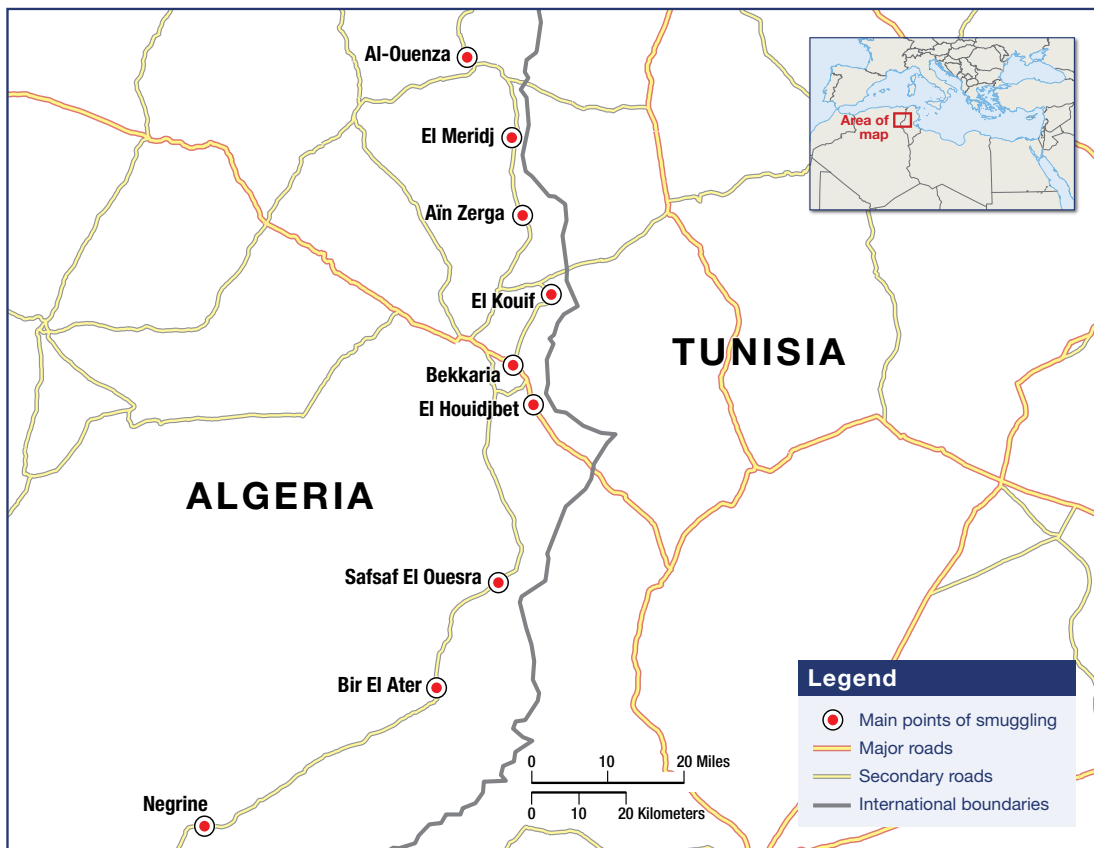 Al-Ouenza
El Meridj
Aïn Zerga
El Kouif
Bekkaria
El Houidjbet
Safsaf El Ouesra
Bir El Ater
Negrine
ALGERIA
TUNISIA
Area of
map
0 10 20 Miles
0 10 20 Kilometers
Legend
Main points of smuggling
Major roads
Secondary roads
International boundaries